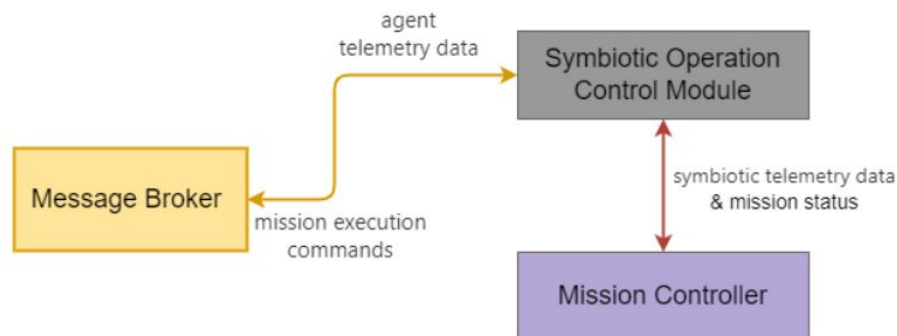 agent
telemetry data
Symbiotic Operation
Control Module
Message Broker
mission execution
commands
symbiotic telemetry data
& mission status
Mission Controller